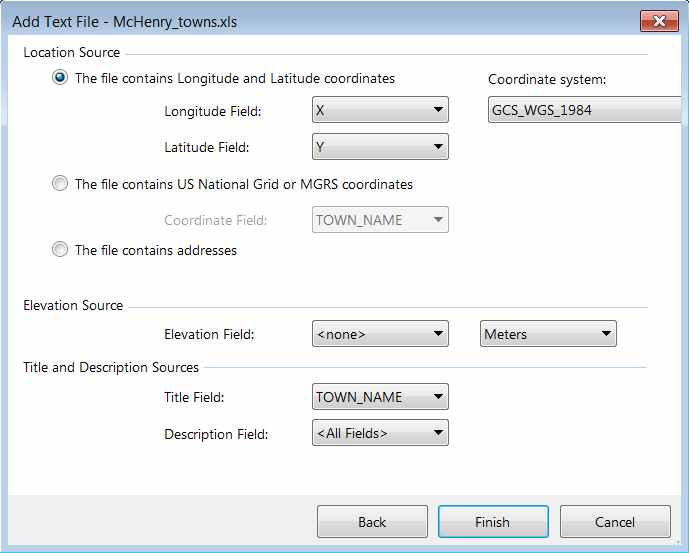 Add Text File - McHenry_towns.xls
Location Source
The file contains Longitude and Latitude coordinates
Coordinate system:
Longitude Field: X
GCS_WGS_1984
Latitude Field: Y
The file contains US National Grid or MGRS coordinates
Coordinate Field: TOWN_NAME
The file contains addresses
Elevation Source
Elevation Field: <none> Meters
Title and Description Sources
Title Field: TOWN_NAME
Description Field: <All Fields>
Back Finish Cancel